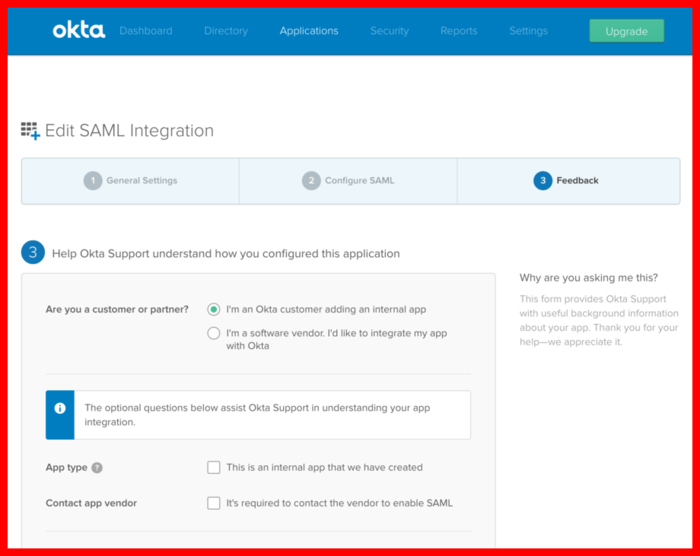 okta Dashboard Directory Applications Security Reports Settings Upgrade
Edit SAML Integration
1 General Settings 2 Configure SAML 3 Feedback
3 Help Okta Support understand how you configured this application
Are you a customer or partner? I'm an Okta customer adding an internal app
I'm a software vendor. I'd like to integrate my app
with Okta
The optional questions below assist Okta Support in understanding your app
integration.
App type ? This is an internal app that we have created
Contact app vendor It's required to contact the vendor to enable SAML
Why are you asking me this?
This form provides Okta Support
with useful background information
about your app. Thank you for your
help—we appreciate it.